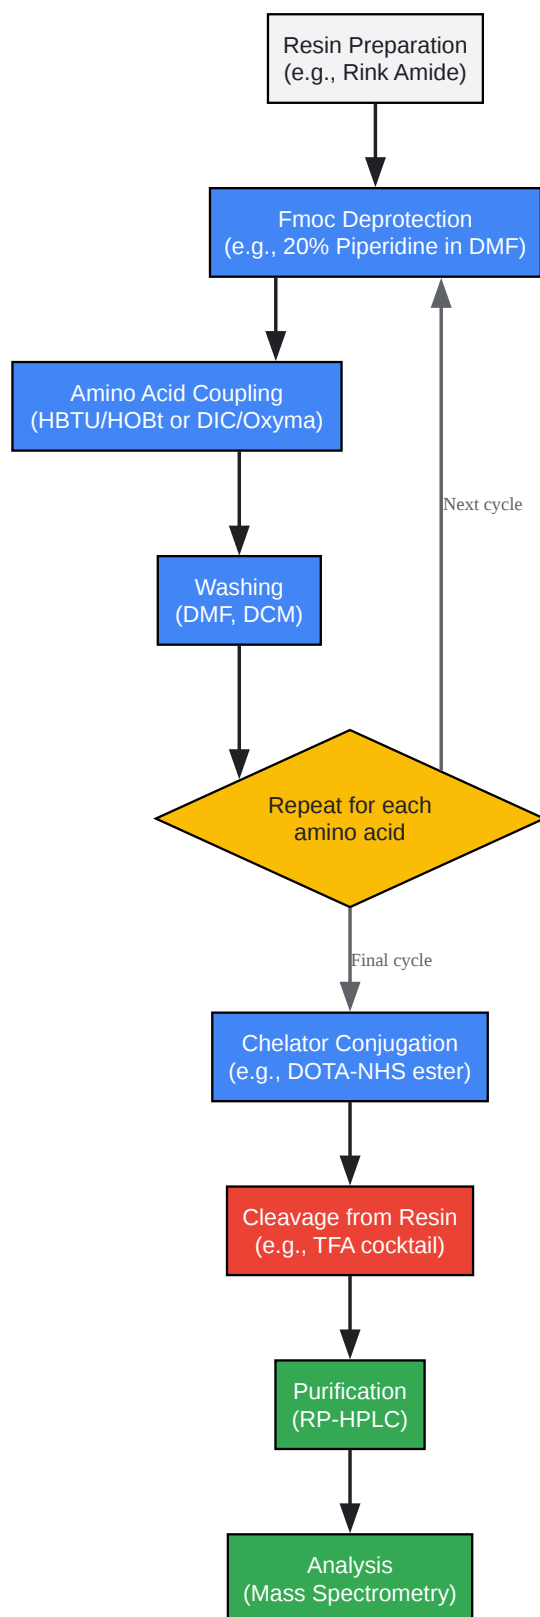 Resin Preparation
(e.g., Rink Amide)
Fmoc Deprotection
(e.g., 20% Piperidine in DMF)
Amino Acid Coupling
(HBTU/HOBt or DIC/Oxyma)
Next cycle
Washing
(DMF, DCM)
Repeat for each
amino acid
Final cycle
Chelator Conjugation
(e.g., DOTA-NHS ester)
Cleavage from Resin
(e.g., TFA cocktail)
Purification
(RP-HPLC)
Analysis
(Mass Spectrometry)